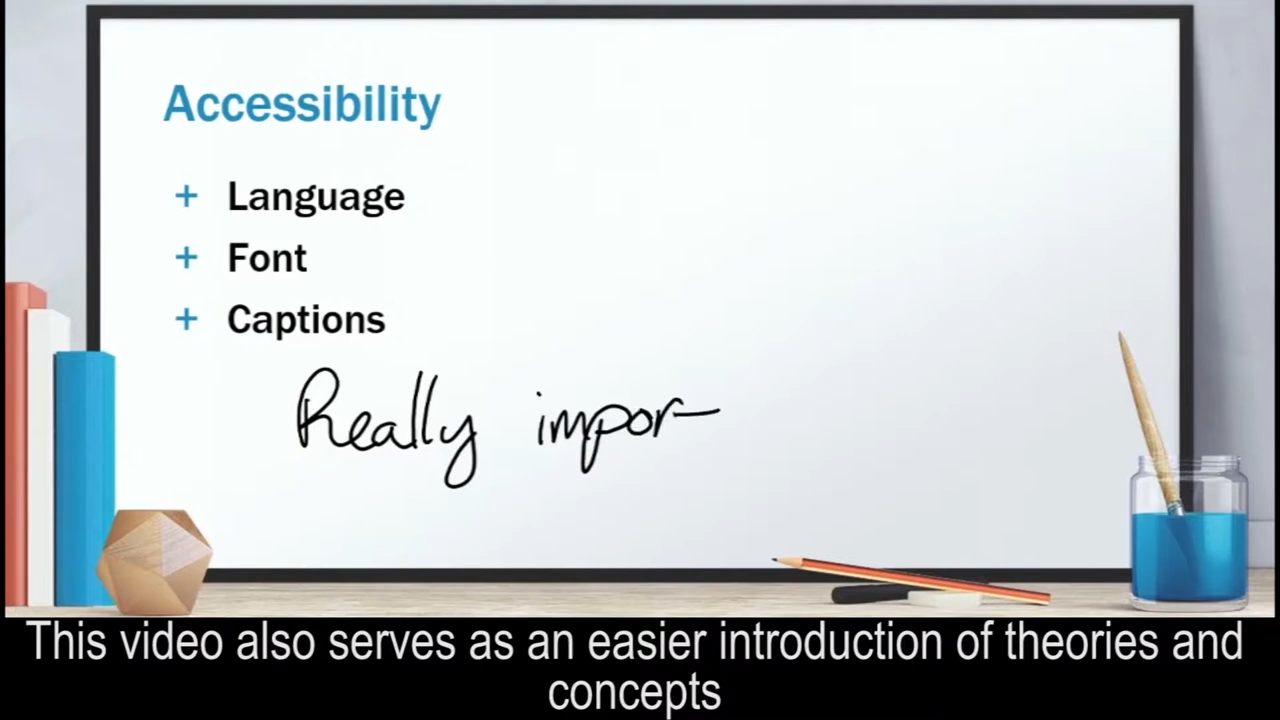 Accessibility
+ Language
+ Font
+ Captions
Really impor
This video also serves as an easier introduction of theories and
concepts